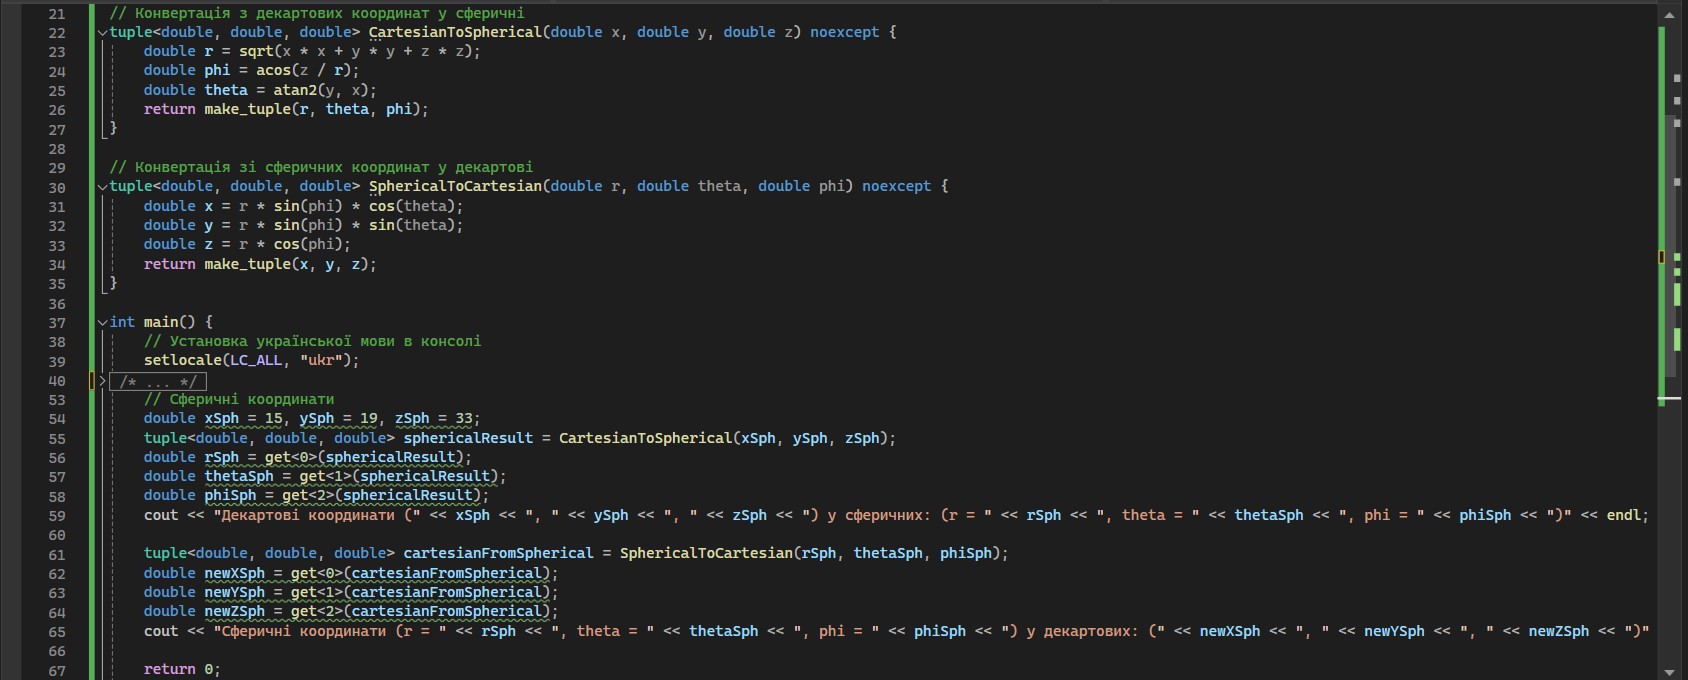 21 // Конвертація з декартових координат у сферичні
22 tuple<double, double, double> CartesianToSpherical(double x, double y, double z) noexcept {
23 double r = sqrt(x * x + y * y + z * z);
24 double phi = acos(z / r);
25 double theta = atan2(y, x);
26 return make_tuple(r, theta, phi);
27 }
28
29 // Конвертація зі сферичних координат у декартові
30 tuple<double, double, double> SphericalToCartesian(double r, double theta, double phi) noexcept {
31 double x = r * sin(phi) * cos(theta);
32 double y = r * sin(phi) * sin(theta);
33 double z = r * cos(phi);
34 return make_tuple(x, y, z);
35 }
36
37 int main() {
38 // Установка української мови в консолі
39 setlocale(LC_ALL, "ukr");
40 /* ... */
53 // Сферичні координати
54 double xSph = 15, ySph = 19, zSph = 33;
55 tuple<double, double, double> sphericalResult = CartesianToSpherical(xSph, ySph, zSph);
56 double rSph = get<0>(sphericalResult);
57 double thetaSph = get<1>(sphericalResult);
58 double phiSph = get<2>(sphericalResult);
59 cout << "Декартові координати (" << xSph << ", " << ySph << ", " << zSph << ") у сферичних: (r = " << rSph << ", theta = " << thetaSph << ", phi = " << phiSph << ")" << endl;
60
61 tuple<double, double, double> cartesianFromSpherical = SphericalToCartesian(rSph, thetaSph, phiSph);
62 double newXSph = get<0>(cartesianFromSpherical);
63 double newYSph = get<1>(cartesianFromSpherical);
64 double newZSph = get<2>(cartesianFromSpherical);
65 cout << "Сферичні координати (r = " << rSph << ", theta = " << thetaSph << ", phi = " << phiSph << ") у декартових: (" << newXSph << ", " << newYSph << ", " << newZSph << ")"
66
67 return 0;